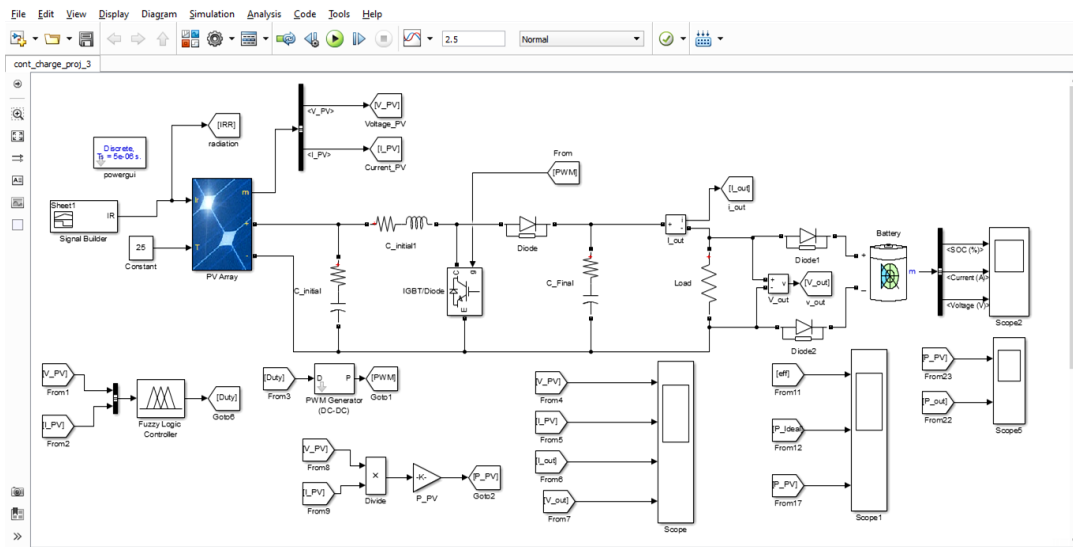 File Edit View Display Diagram Simulation Analysis Code Tools Help
2.5
Normal
cont_charge_proj_3
Discrete,
Ts = 5e-06 s.
powergui
[IRR]
radiation
<V_PV>
[V_PV]
Voltage_PV
<I_PV>
[I_PV]
Current_PV
From
[PWM]
Sheet1
IR
Signal Builder
25
Constant
Ir
T
m
+
-
PV Array
C_initial
C_initial1
Diode
g
C
E
IGBT/Diode
C_Final
+
-
i
I_out
[I_out]
i_out
Load
+
-
v
V_out
[V_out]
v_out
Diode1
Diode2
Battery
+
_
m
<SOC (%)>
<Current (A)>
<Voltage (V)>
Scope2
[V_PV]
From1
[I_PV]
From2
Fuzzy Logic
Controller
[Duty]
Goto6
[Duty]
From3
D
P
PWM Generator
(DC-DC)
[PWM]
Goto1
[V_PV]
From8
[I_PV]
From9
×
Divide
-K-
P_PV
[P_PV]
Goto2
[V_PV]
From4
[I_PV]
From5
[I_out]
From6
[V_out]
From7
Scope
[eff]
From11
[P_Ideal]
From12
[P_PV]
From17
Scope1
[P_PV]
From23
[P_out]
From22
Scope5